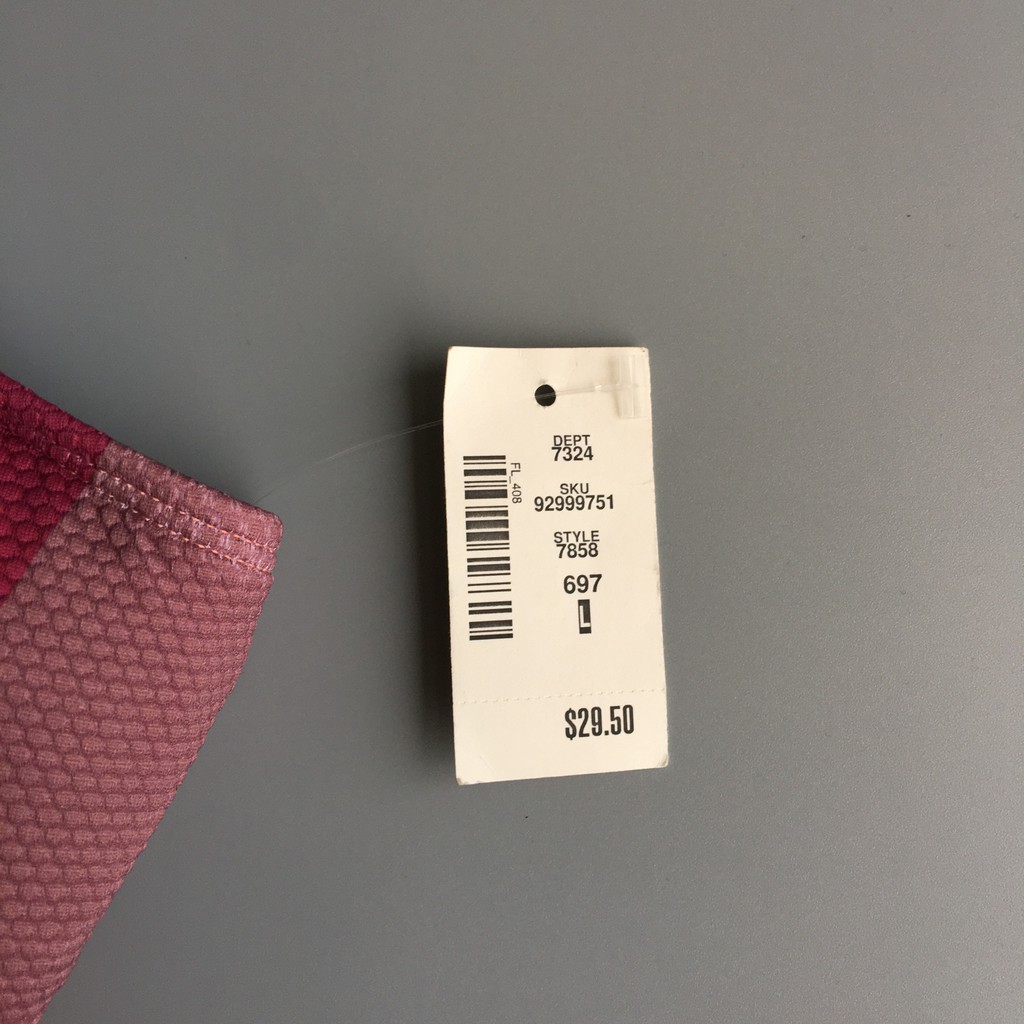 DEPT
7324
SKU
92999751
STYLE
7858
697
L
FL_408
$29.50